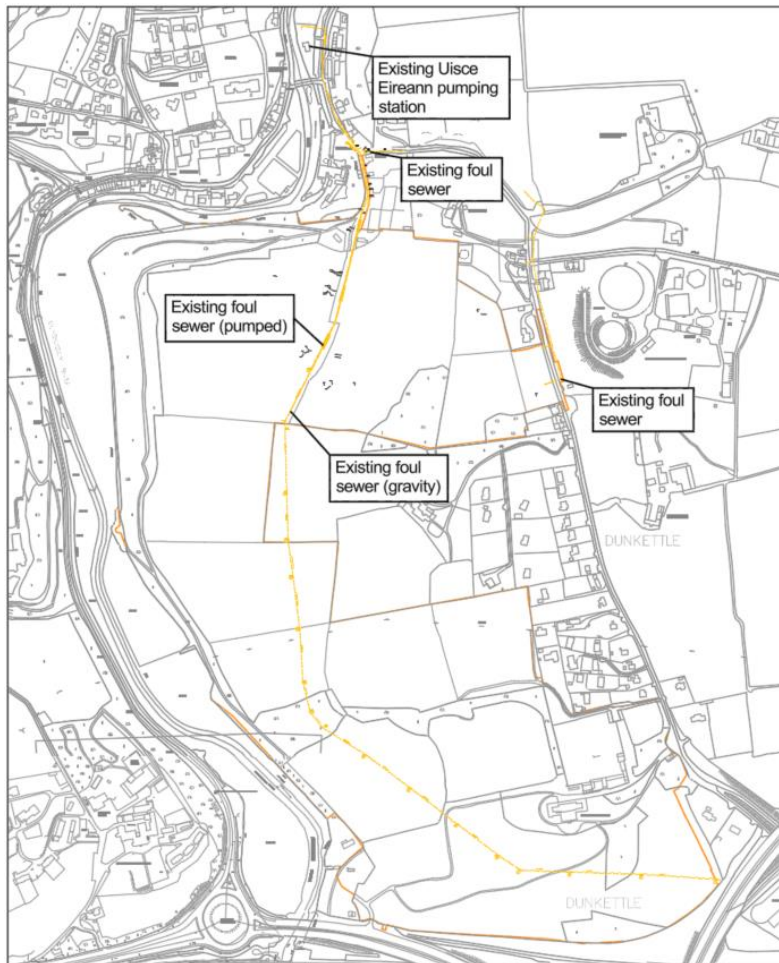 Existing Uisce
Eireann pumping
station
Existing foul
sewer
Existing foul
sewer (pumped)
Existing foul
sewer
Existing foul
sewer (gravity)
DUNKETTLE
DUNKETTLE